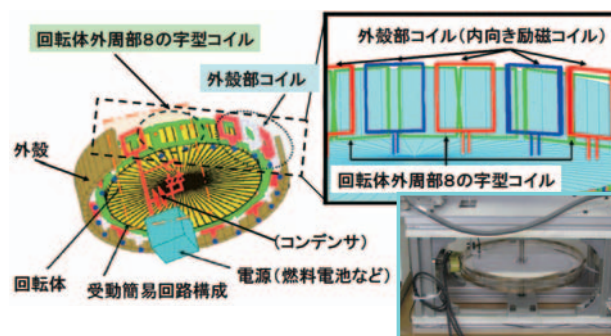 回転体外周部8の字型コイル
外殻部コイル
外殻
回転体
受動簡易回路構成
(コンデンサ)
電源(燃料電池など)
外殻部コイル(内向き励磁コイル)
回転体外周部8の字型コイル